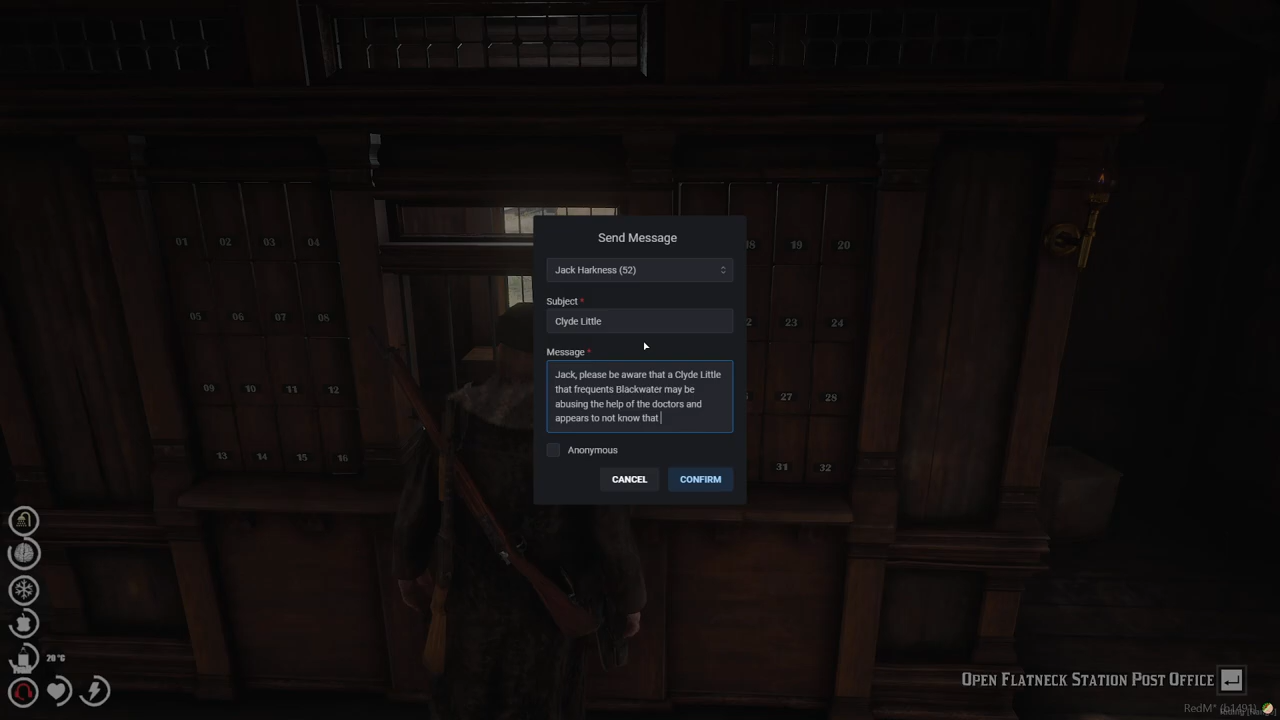 Send Message
Jack Harkness (52)
Subject *
Clyde Little
Message *
Jack, please be aware that a Clyde Little
that frequents Blackwater may be
abusing the help of the doctors and
appears to not know that
Anonymous
CANCEL
CONFIRM
01 02 03 04
19 20
05 06 07 08
23 24
09 10 11 12
27 28
13 14 15 16
31 32
20 °C
OPEN FLATNECK STATION POST OFFICE
RedM* (b1491)